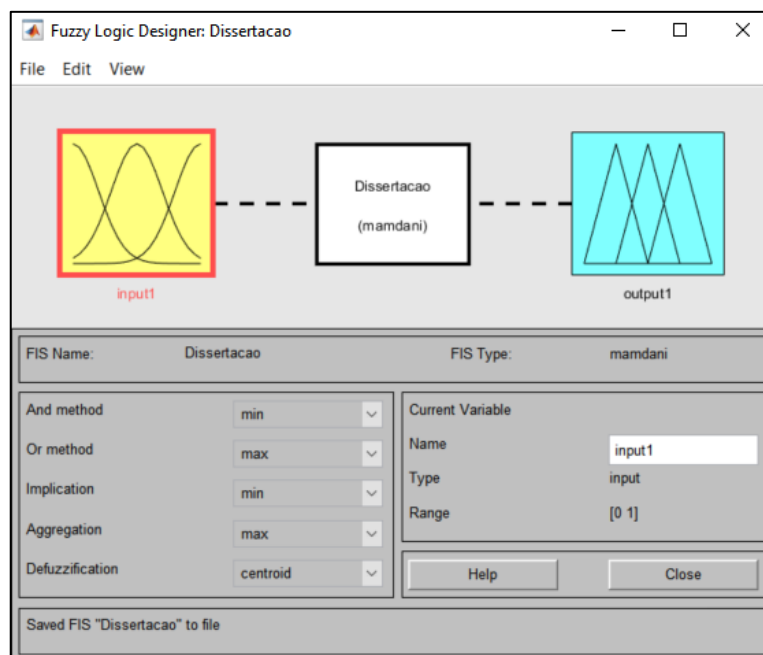 Fuzzy Logic Designer: Dissertacao
File Edit View
Dissertacao
(mamdani)
input1
output1
FIS Name: Dissertacao FIS Type: mamdani
And method min
Or method max
Implication min
Aggregation max
Defuzzification centroid
Current Variable
Name input1
Type input
Range [0 1]
Help Close
Saved FIS "Dissertacao" to file